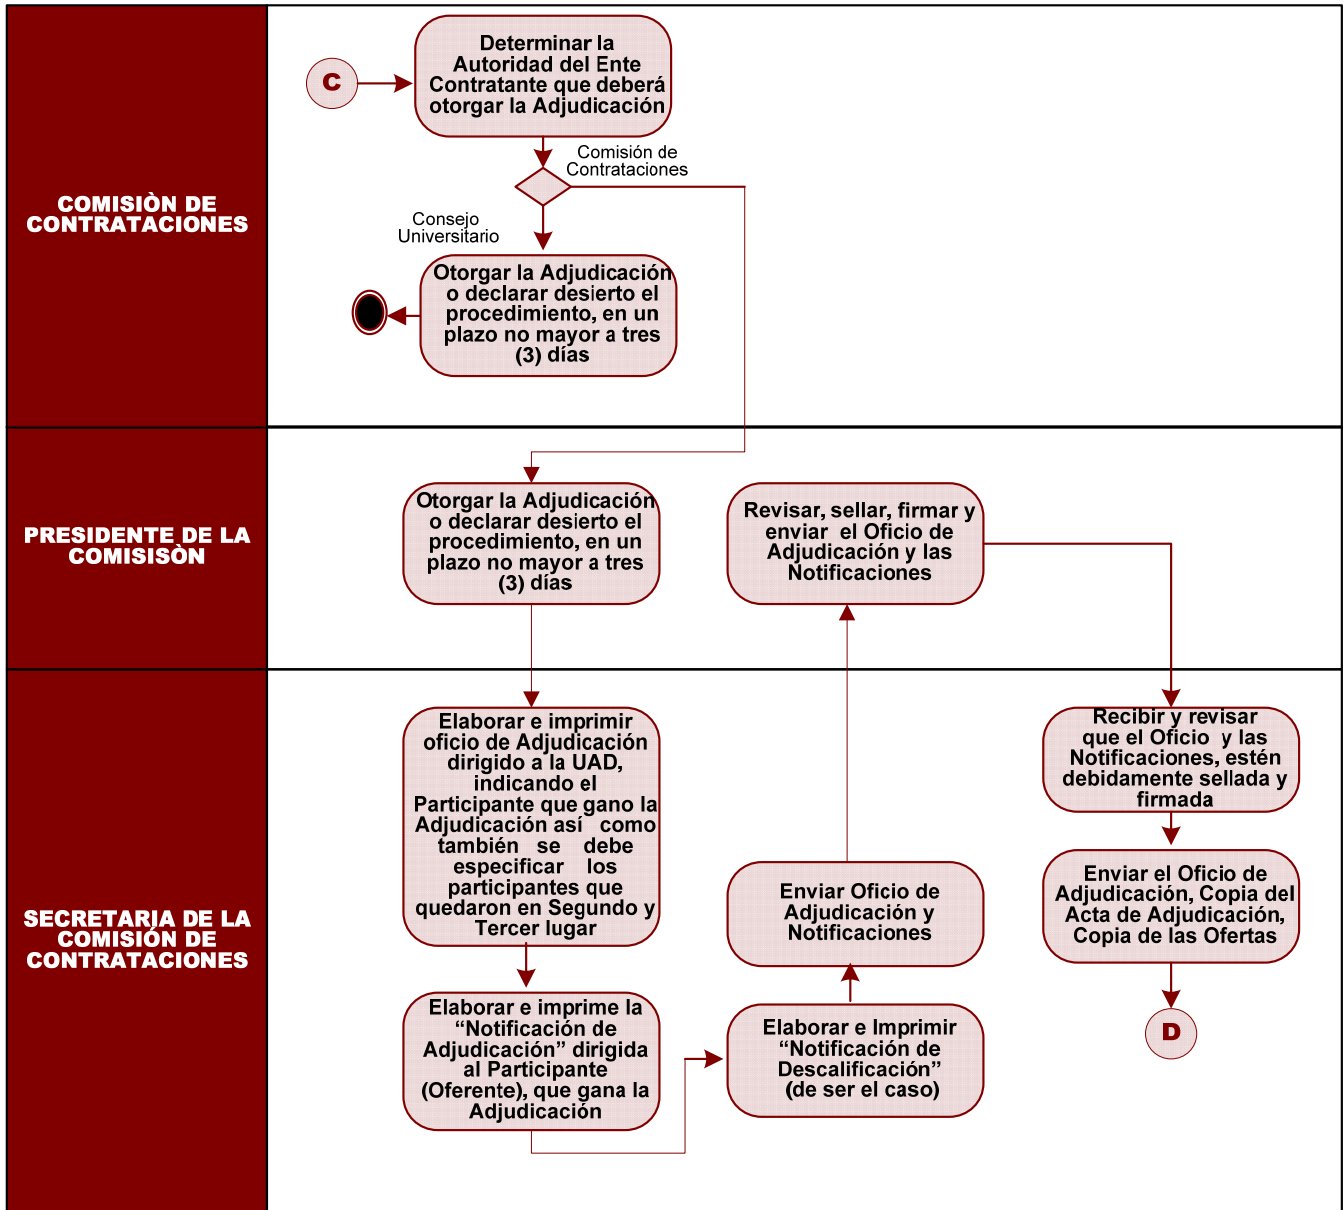 COMISIÒN DE
CONTRATACIONES
C
Determinar la
Autoridad del Ente
Contratante que deberá
otorgar la Adjudicación
Comisión de
Contrataciones
Consejo
Universitario
Otorgar la Adjudicación
o declarar desierto el
procedimiento, en un
plazo no mayor a tres
(3) días
PRESIDENTE DE LA
COMISISÒN
Otorgar la Adjudicación
o declarar desierto el
procedimiento, en un
plazo no mayor a tres
(3) días
Revisar, sellar, firmar y
enviar el Oficio de
Adjudicación y las
Notificaciones
SECRETARIA DE LA
COMISIÓN DE
CONTRATACIONES
Elaborar e imprimir
oficio de Adjudicación
dirigido a la UAD,
indicando el
Participante que gano la
Adjudicación así como
también se debe
especificar los
participantes que
quedaron en Segundo y
Tercer lugar
Elaborar e imprime la
“Notificación de
Adjudicación” dirigida
al Participante
(Oferente), que gana la
Adjudicación
Enviar Oficio de
Adjudicación y
Notificaciones
Elaborar e Imprimir
“Notificación de
Descalificación”
(de ser el caso)
Recibir y revisar
que el Oficio y las
Notificaciones, estén
debidamente sellada y
firmada
Enviar el Oficio de
Adjudicación, Copia del
Acta de Adjudicación,
Copia de las Ofertas
D